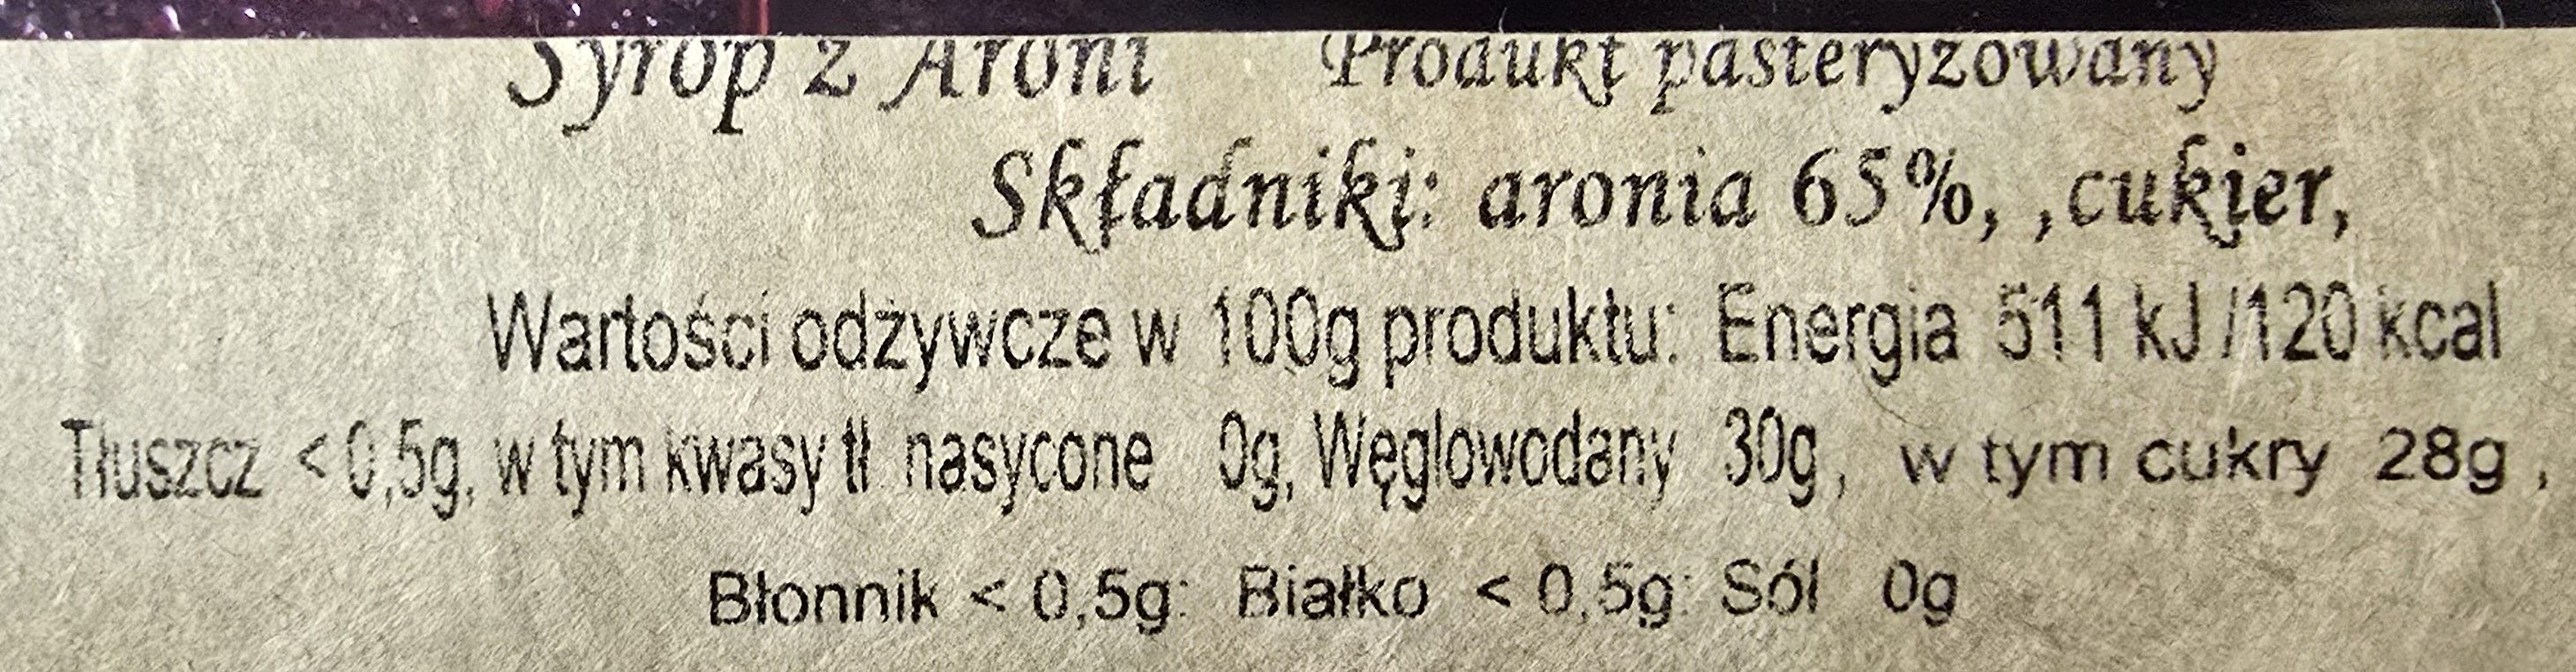 Syrop z Aroni Produkt pasteryzowany
Składniki: aronia 65%, ,cukier,
Wartości odżywcze w 100g produktu: Energia 511 kJ /120 kcal
Tłuszcz < 0,5g, w tym kwasy tł nasycone 0g, Węglowodany 30g, w tym cukry 28g ,
Błonnik < 0,5g: Białko < 0,5g: Sól 0g